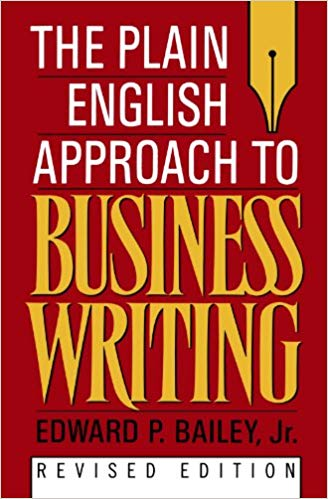 THE PLAIN
ENGLISH
APPROACH TO
BUSINESS
WRITING
EDWARD P. BAILEY, Jr.
REVISED EDITION